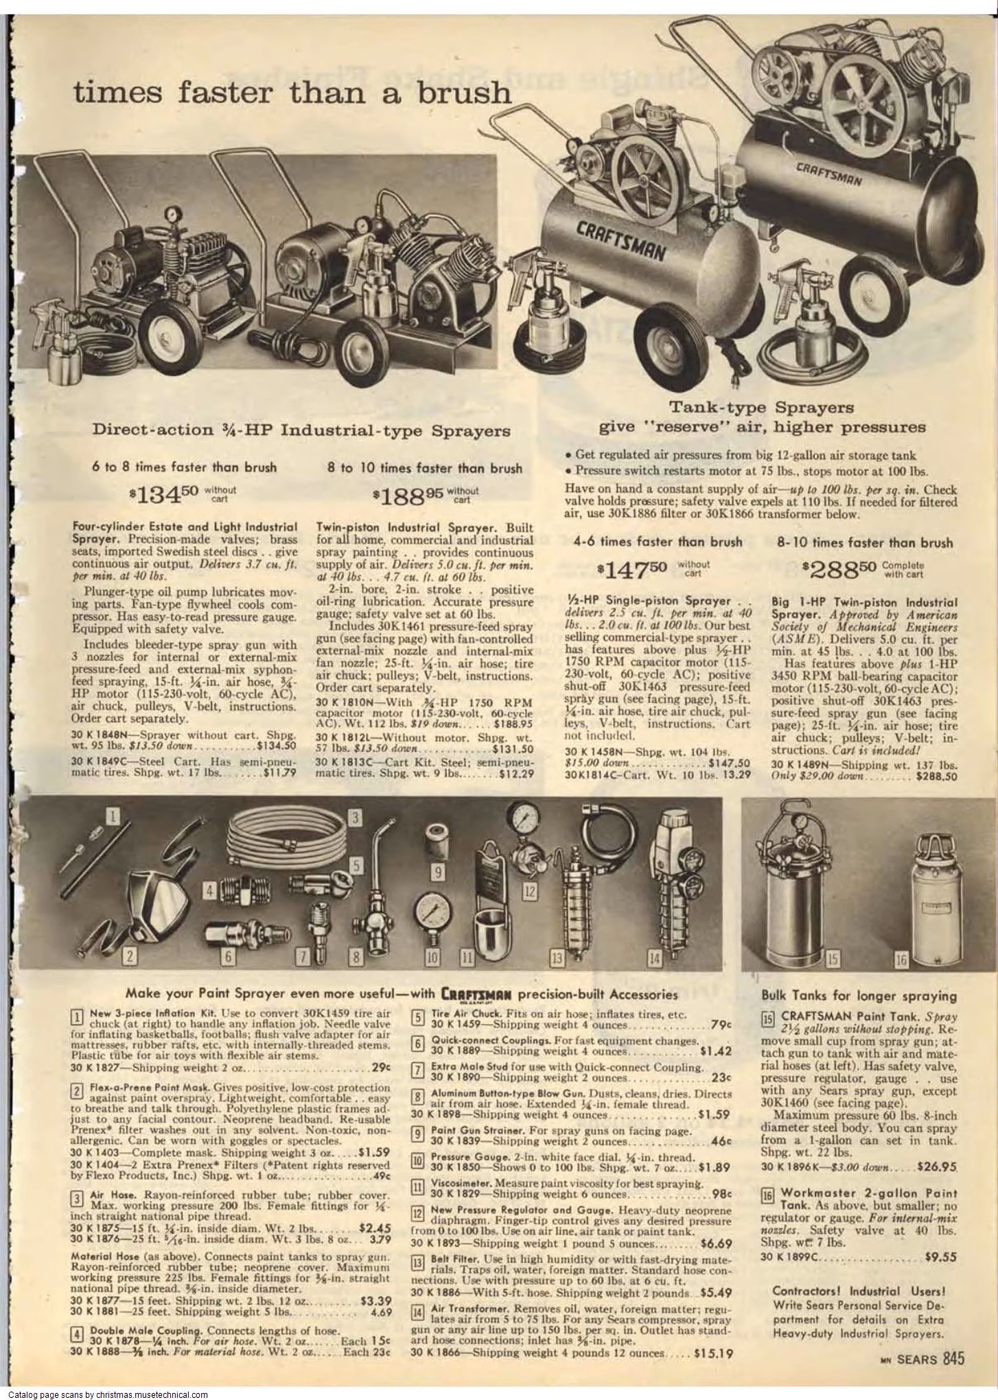 times faster than a brush
CRAFTSMAN
CRAFTSMAN
Direct-action ¾-HP Industrial-type Sprayers
6 to 8 times faster than brush
$134⁵⁰ without cart
Four-cylinder Estate and Light Industrial
Sprayer. Precision-made valves; brass
seats, imported Swedish steel discs . . give
continuous air output. Delivers 3.7 cu. ft.
per min. at 40 lbs.
Plunger-type oil pump lubricates mov-
ing parts. Fan-type flywheel cools com-
pressor. Has easy-to-read pressure gauge.
Equipped with safety valve.
Includes bleeder-type spray gun with
3 nozzles for internal or external-mix
pressure-feed and external-mix syphon-
feed spraying, 15-ft. ¼-in. air hose, ¾-
HP motor (115-230-volt, 60-cycle AC),
air chuck, pulleys, V-belt, instructions.
Order cart separately.
30 K 1848N—Sprayer without cart. Shpg.
wt. 95 lbs. $13.50 down...........$134.50
30 K 1849C—Steel Cart. Has semi-pneu-
matic tires. Shpg. wt. 17 lbs.......$11.79
8 to 10 times faster than brush
$188⁹⁵ without cart
Twin-piston Industrial Sprayer. Built
for all home, commercial and industrial
spray painting . . provides continuous
supply of air. Delivers 5.0 cu. ft. per min.
at 40 lbs. . . 4.7 cu. ft. at 60 lbs.
2-in. bore, 2-in. stroke . . positive
oil-ring lubrication. Accurate pressure
gauge; safety valve set at 60 lbs.
Includes 30K1461 pressure-feed spray
gun (see facing page) with fan-controlled
external-mix nozzle and internal-mix
fan nozzle; 25-ft. ¼-in. air hose; tire
air chuck; pulleys; V-belt, instructions.
Order cart separately.
30 K 1810N—With ¾-HP 1750 RPM
capacitor motor (115-230-volt, 60-cycle
AC). Wt. 112 lbs. $19 down......$188.95
30 K 1812L—Without motor. Shpg. wt.
57 lbs. $13.50 down............$131.50
30 K 1813C—Cart Kit. Steel; semi-pneu-
matic tires. Shpg. wt. 9 lbs.......$12.29
Tank-type Sprayers
give "reserve" air, higher pressures
• Get regulated air pressures from big 12-gallon air storage tank
• Pressure switch restarts motor at 75 lbs., stops motor at 100 lbs.
Have on hand a constant supply of air—up to 100 lbs. per sq. in. Check
valve holds pressure; safety valve expels at 110 lbs. If needed for filtered
air, use 30K1886 filter or 30K1866 transformer below.
4-6 times faster than brush
$147⁵⁰ without cart
½-HP Single-piston Sprayer . .
delivers 2.5 cu. ft. per min. at 40
lbs. . . 2.0 cu. ft. at 100 lbs. Our best
selling commercial-type sprayer . .
has features above plus ½-HP
1750 RPM capacitor motor (115-
230-volt, 60-cycle AC); positive
shut-off 30K1463 pressure-feed
spray gun (see facing page), 15-ft.
¼-in. air hose, tire air chuck, pul-
leys, V-belt, instructions. Cart
not included.
30 K 1458N—Shpg. wt. 104 lbs.
$15.00 down............$147.50
30K1814C-Cart. Wt. 10 lbs. 13.29
8-10 times faster than brush
$288⁵⁰ Complete with cart
Big 1-HP Twin-piston Industrial
Sprayer. Approved by American
Society of Mechanical Engineers
(ASME). Delivers 5.0 cu. ft. per
min. at 45 lbs. . . 4.0 at 100 lbs.
Has features above plus 1-HP
3450 RPM ball-bearing capacitor
motor (115-230-volt, 60-cycle AC);
positive shut-off 30K1463 pres-
sure-feed spray gun (see facing
page); 25-ft. ¼-in. air hose; tire
air chuck; pulleys; V-belt; in-
structions. Cart is included!
30 K 1489N—Shipping wt. 137 lbs.
Only $29.00 down......... $288.50
1
2
3
4
5
6
7
8
9
10
11
12
13
14
15
16
Make your Paint Sprayer even more useful—with CRAFTSMAN precision-built Accessories
1 New 3-piece Inflation Kit. Use to convert 30K1459 tire air
chuck (at right) to handle any inflation job. Needle valve
for inflating basketballs, footballs; flush valve adapter for air
mattresses, rubber rafts, etc. with internally-threaded stems.
Plastic tube for air toys with flexible air stems.
30 K 1827—Shipping weight 2 oz.....................29c
2 Flex-a-Prene Paint Mask. Gives positive, low-cost protection
against paint overspray. Lightweight, comfortable . . easy
to breathe and talk through. Polyethylene plastic frames ad-
just to any facial contour. Neoprene headband. Re-usable
Prenex* filter washes out in any solvent. Non-toxic, non-
allergenic. Can be worn with goggles or spectacles.
30 K 1403—Complete mask. Shipping weight 3 oz.....$1.59
30 K 1404—2 Extra Prenex* Filters (*Patent rights reserved
by Flexo Products, Inc.) Shpg. wt. 1 oz..................49c
3 Air Hose. Rayon-reinforced rubber tube; rubber cover.
Max. working pressure 200 lbs. Female fittings for ¼-
inch straight national pipe thread.
30 K 1875—15 ft. ¼-in. inside diam. Wt. 2 lbs........$2.45
30 K 1876—25 ft. 5/16-in. inside diam. Wt. 3 lbs. 8 oz... 3.79
Material Hose (as above). Connects paint tanks to spray gun.
Rayon-reinforced rubber tube; neoprene cover. Maximum
working pressure 225 lbs. Female fittings for ⅜-in. straight
national pipe thread. ⅜-in. inside diameter.
30 K 1877—15 feet. Shipping wt. 2 lbs. 12 oz..........$3.39
30 K 1881—25 feet. Shipping weight 5 lbs.............. 4.69
4 Double Male Coupling. Connects lengths of hose.
30 K 1878—¼ inch. For air hose. Wt. 2 oz......Each 15c
30 K 1888—⅜ inch. For material hose. Wt. 2 oz.....Each 23c
5 Tire Air Chuck. Fits on air hose; inflates tires, etc.
30 K 1459—Shipping weight 4 ounces..............79c
6 Quick-connect Couplings. For fast equipment changes.
30 K 1889—Shipping weight 4 ounces............$1.42
7 Extra Male Stud for use with Quick-connect Coupling.
30 K 1890—Shipping weight 2 ounces..............23c
8 Aluminum Button-type Blow Gun. Dusts, cleans, dries. Directs
air from air hose. Extended ¼-in. female thread.
30 K 1898—Shipping weight 4 ounces................$1.59
9 Paint Gun Strainer. For spray guns on facing page.
30 K 1839—Shipping weight 2 ounces..............46c
10 Pressure Gauge. 2-in. white face dial. ¼-in. thread.
30 K 1850—Shows 0 to 100 lbs. Shpg. wt. 7 oz.....$1.89
11 Viscosimeter. Measure paint viscosity for best spraying.
30 K 1829—Shipping weight 6 ounces..............98c
12 New Pressure Regulator and Gauge. Heavy-duty neoprene
diaphragm. Finger-tip control gives any desired pressure
from 0 to 100 lbs. Use on air line, air tank or paint tank.
30 K 1893—Shipping weight 1 pound 5 ounces........$6.69
13 Belt Filter. Use in high humidity or with fast-drying mate-
rials. Traps oil, water, foreign matter. Standard hose con-
nections. Use with pressure up to 60 lbs. at 6 cu. ft.
30 K 1886—With 5-ft. hose. Shipping weight 2 pounds..$5.49
14 Air Transformer. Removes oil, water, foreign matter; regu-
lates air from 5 to 75 lbs. For any Sears compressor, spray
gun or any air line up to 150 lbs. per sq. in. Outlet has stand-
ard hose connections; inlet has ⅜-in. pipe.
30 K 1866—Shipping weight 4 pounds 12 ounces.....$15.19
Bulk Tanks for longer spraying
15 CRAFTSMAN Paint Tank. Spray
2½ gallons without stopping. Re-
move small cup from spray gun; at-
tach gun to tank with air and mate-
rial hoses (at left). Has safety valve,
pressure regulator, gauge . . use
with any Sears spray gun, except
30K1460 (see facing page).
Maximum pressure 60 lbs. 8-inch
diameter steel body. You can spray
from a 1-gallon can set in tank.
Shpg. wt. 22 lbs.
30 K 1896K—$3.00 down.....$26.95
16 Workmaster 2-gallon Paint
Tank. As above, but smaller; no
regulator or gauge. For internal-mix
nozzles. Safety valve at 40 lbs.
Shpg. wt. 7 lbs.
30 K 1899C..................$9.55
Contractors! Industrial Users!
Write Sears Personal Service De-
partment for details on Extra
Heavy-duty Industrial Sprayers.
MN SEARS 845
Catalog page scans by christmas.musetechnical.com